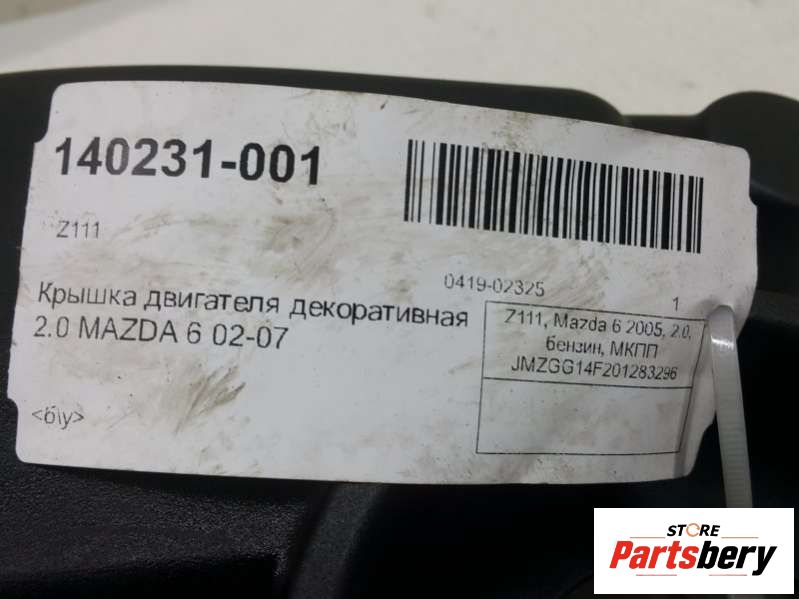 140231-001
Z111
0419-02325
1
Крышка двигателя декоративная
2.0 MAZDA 6 02-07
Z111, Mazda 6 2005, 2.0,
бензин, МКПП
JMZGG14F201283296
<б\у>
STORE
Partsbery